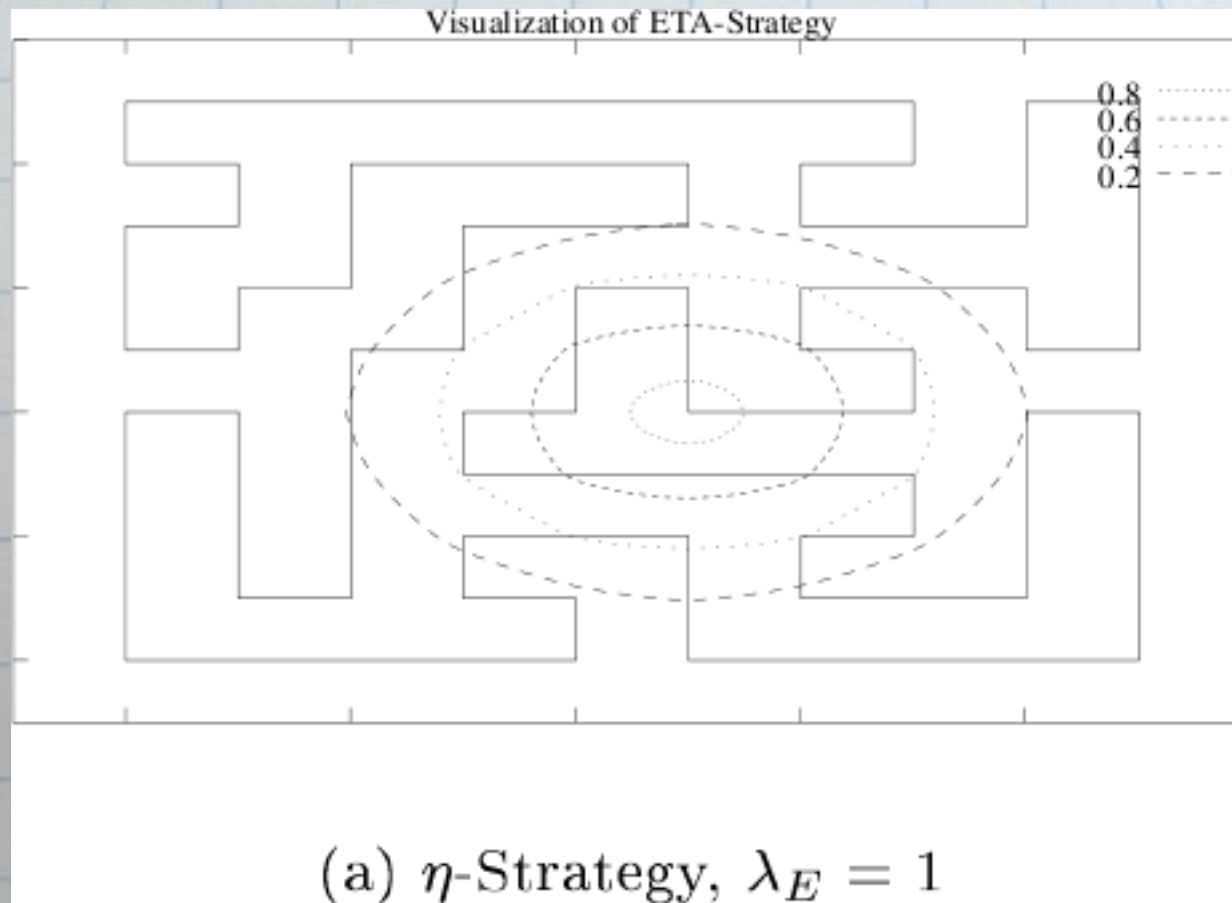 Visualization of ETA-Strategy
0.8
0.6
0.4
0.2
(a) η-Strategy, λ_E = 1